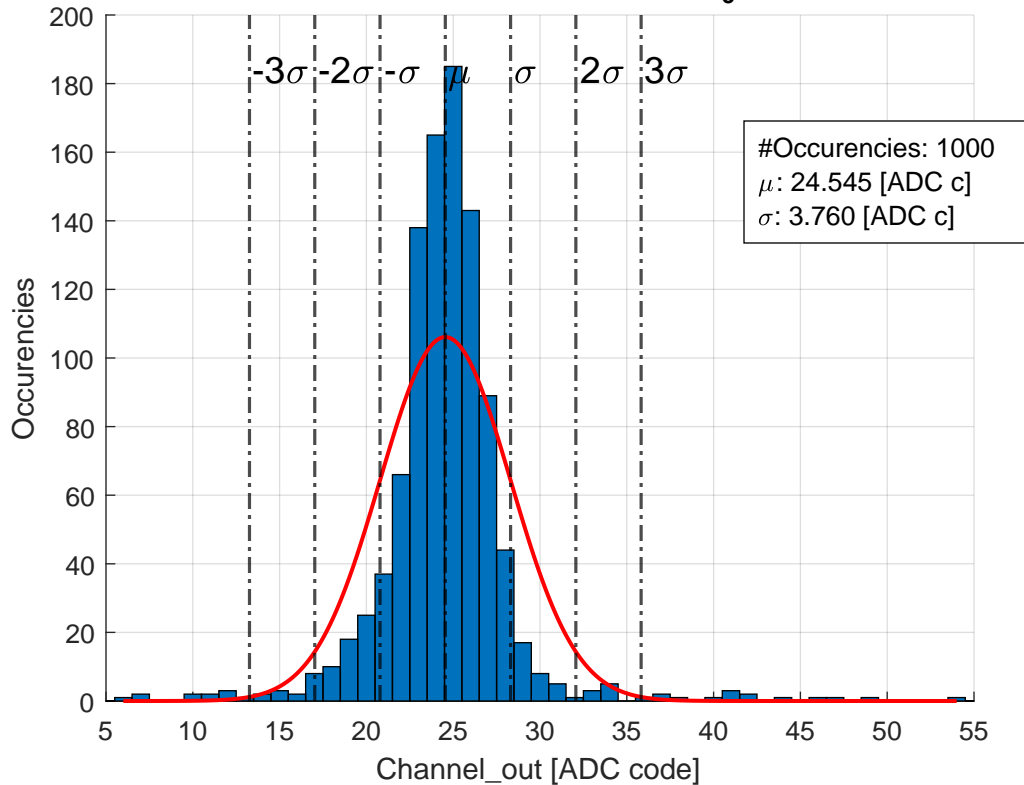 -3σ -2σ -σ μ σ 2σ 3σ
#Occurencies: 1000
μ: 24.545 [ADC c]
σ: 3.760 [ADC c]
Occurencies
200
180
160
140
120
100
80
60
40
20
0
5 10 15 20 25 30 35 40 45 50 55
Channel_out [ADC code]